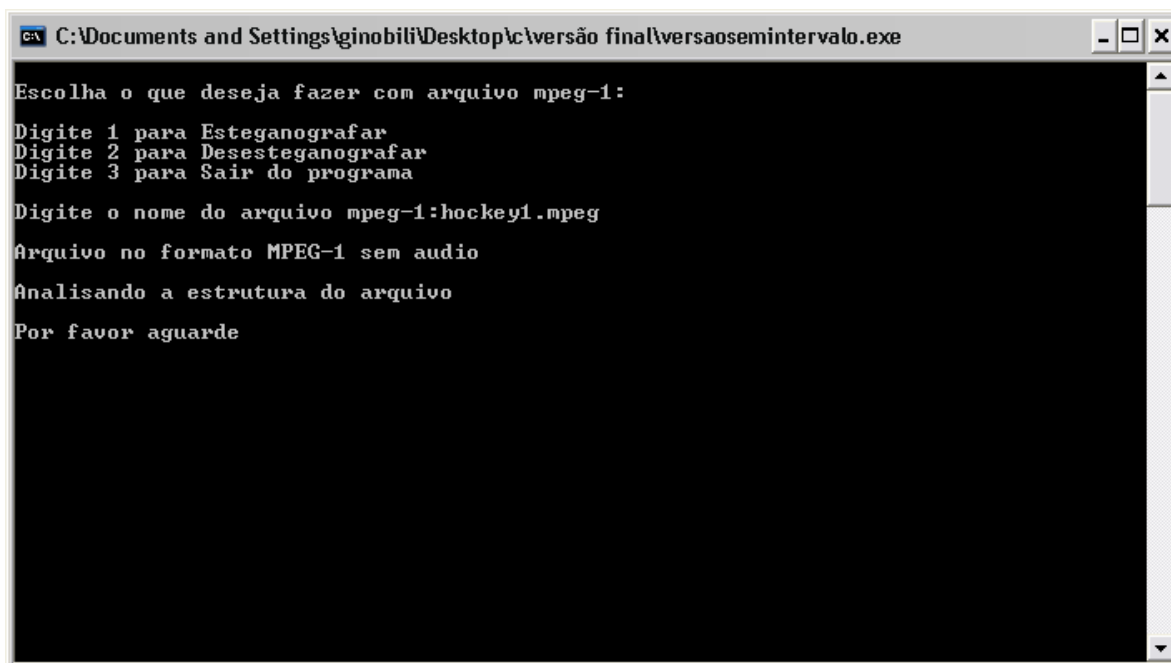 C:\Documents and Settings\ginobili\Desktop\c\versão final\versaosemintervalo.exe
Escolha o que deseja fazer com arquivo mpeg-1:
Digite 1 para Esteganografar
Digite 2 para Desesteganografar
Digite 3 para Sair do programa
Digite o nome do arquivo mpeg-1:hockey1.mpeg
Arquivo no formato MPEG-1 sem audio
Analisando a estrutura do arquivo
Por favor aguarde